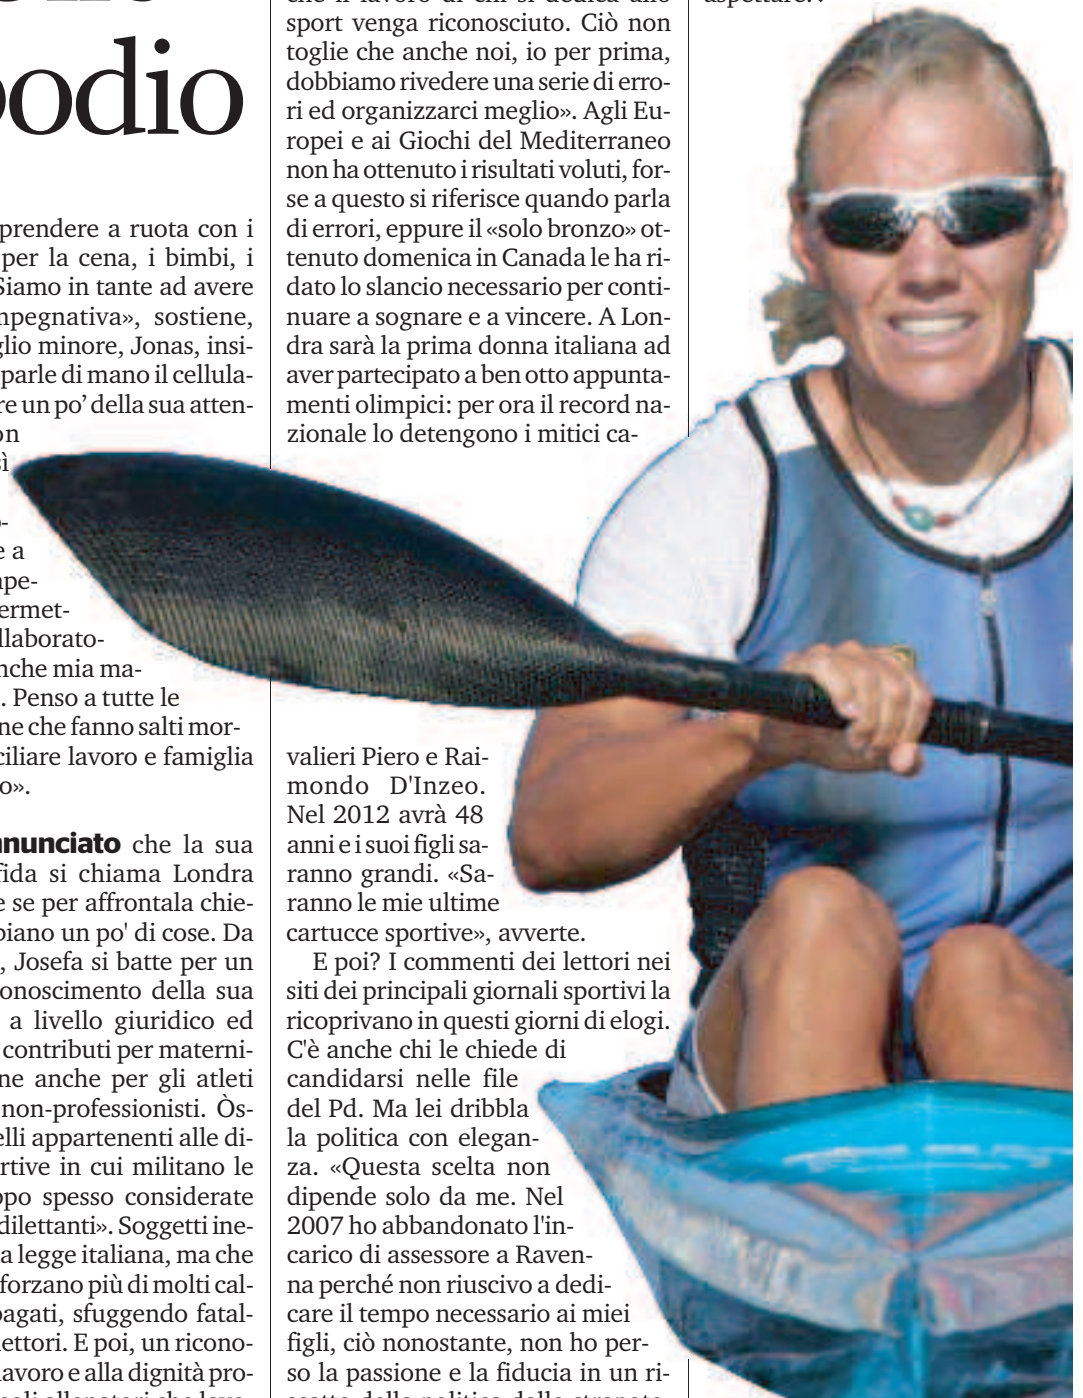 podio
prendere a ruota con i
per la cena, i bimbi, i
Siamo in tante ad avere
mpegnativa», sostiene,
glio minore, Jonas, insi-
parle di mano il cellula-
re un po’ della sua atten-
on
sì
o-
e a
mpe-
ermet-
llaborato-
nche mia ma-
. Penso a tutte le
ne che fanno salti mor-
ciliare lavoro e famiglia
o».
nnunciato che la sua
fida si chiama Londra
e se per affrontala chie-
biano un po' di cose. Da
, Josefa si batte per un
onoscimento della sua
a livello giuridico ed
contributi per materni-
ne anche per gli atleti
non-professionisti. Òs-
elli appartenenti alle di-
rtive in cui militano le
ppo spesso considerate
dilettanti». Soggetti ine-
a legge italiana, ma che
forzano più di molti cal-
pagati, sfuggendo fatal-
lettori. E poi, un ricono-
lavoro e alla dignità pro-
che il lavoro di chi si dedica allo
sport venga riconosciuto. Ciò non
toglie che anche noi, io per prima,
dobbiamo rivedere una serie di erro-
ri ed organizzarci meglio». Agli Eu-
ropei e ai Giochi del Mediterraneo
non ha ottenuto i risultati voluti, for-
se a questo si riferisce quando parla
di errori, eppure il «solo bronzo» ot-
tenuto domenica in Canada le ha ri-
dato lo slancio necessario per conti-
nuare a sognare e a vincere. A Lon-
dra sarà la prima donna italiana ad
aver partecipato a ben otto appunta-
menti olimpici: per ora il record na-
zionale lo detengono i mitici ca-
valieri Piero e Rai-
mondo D'Inzeo.
Nel 2012 avrà 48
anni e i suoi figli sa-
ranno grandi. «Sa-
ranno le mie ultime
cartucce sportive», avverte.
E poi? I commenti dei lettori nei
siti dei principali giornali sportivi la
ricoprivano in questi giorni di elogi.
C'è anche chi le chiede di
candidarsi nelle file
del Pd. Ma lei dribbla
la politica con elegan-
za. «Questa scelta non
dipende solo da me. Nel
2007 ho abbandonato l'in-
carico di assessore a Raven-
na perché non riuscivo a dedi-
care il tempo necessario ai miei
figli, ciò nonostante, non ho per-
so la passione e la fiducia in un ri-